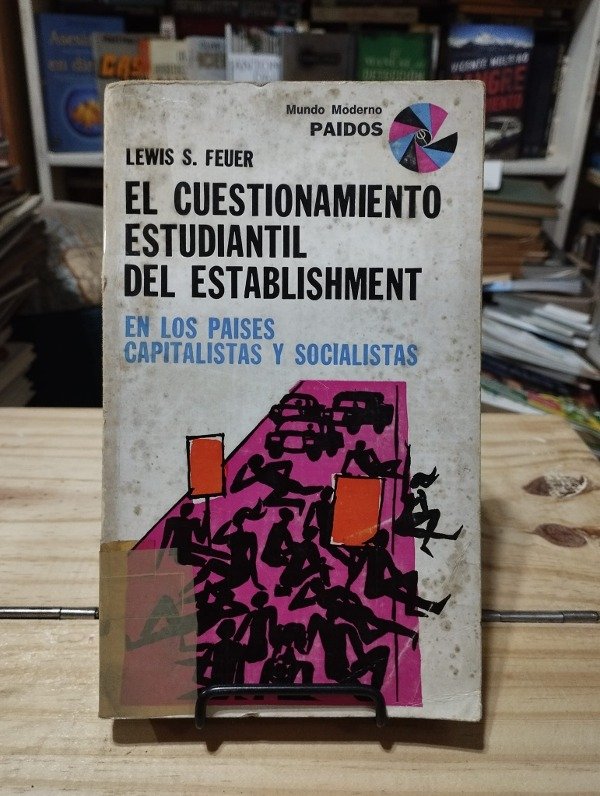 Mundo Moderno
PAIDOS
LEWIS S. FEUER
EL CUESTIONAMIENTO
ESTUDIANTIL
DEL ESTABLISHMENT
EN LOS PAISES
CAPITALISTAS Y SOCIALISTAS